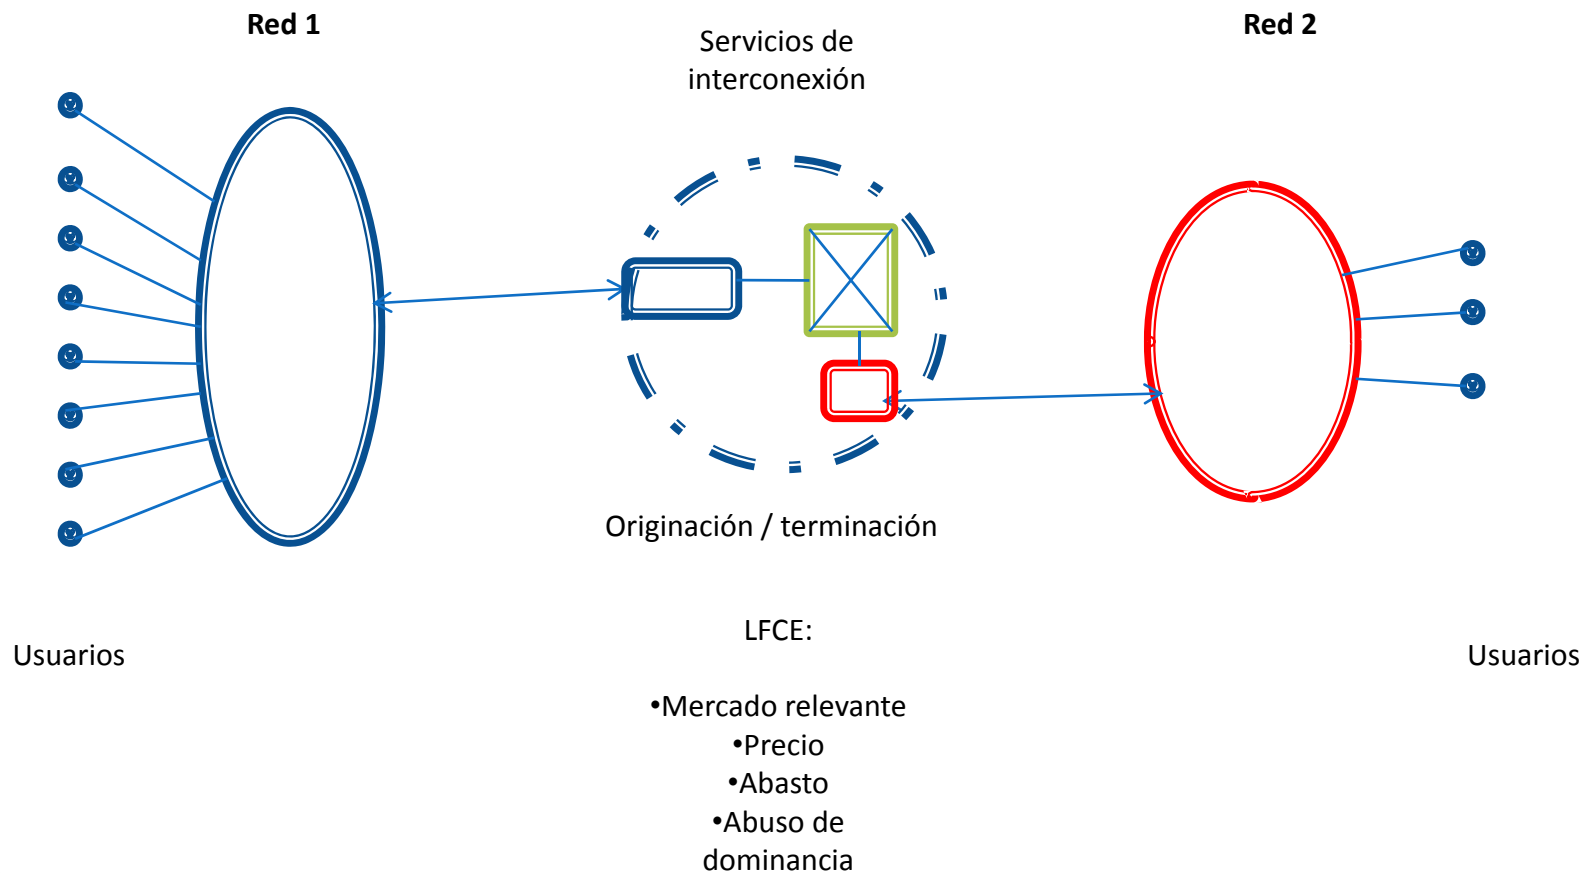 Red 1
Servicios de
interconexión
Red 2
Originación / terminación
LFCE:
Usuarios
Usuarios
•Mercado relevante
•Precio
•Abasto
•Abuso de
dominancia